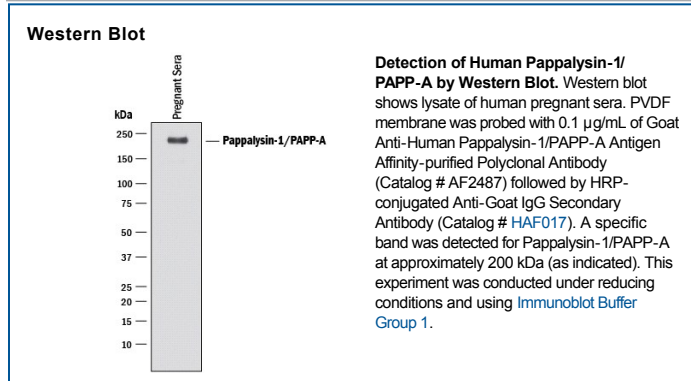 Western Blot
Pregnant Sera
kDa
250
Pappalysin-1/PAPP-A
150
100
75
50
37
25
20
15
10
Detection of Human Pappalysin-1/
PAPP-A by Western Blot. Western blot
shows lysate of human pregnant sera. PVDF
membrane was probed with 0.1 µg/mL of Goat
Anti-Human Pappalysin-1/PAPP-A Antigen
Affinity-purified Polyclonal Antibody
(Catalog # AF2487) followed by HRP-
conjugated Anti-Goat IgG Secondary
Antibody (Catalog # HAF017). A specific
band was detected for Pappalysin-1/PAPP-A
at approximately 200 kDa (as indicated). This
experiment was conducted under reducing
conditions and using Immunoblot Buffer
Group 1.